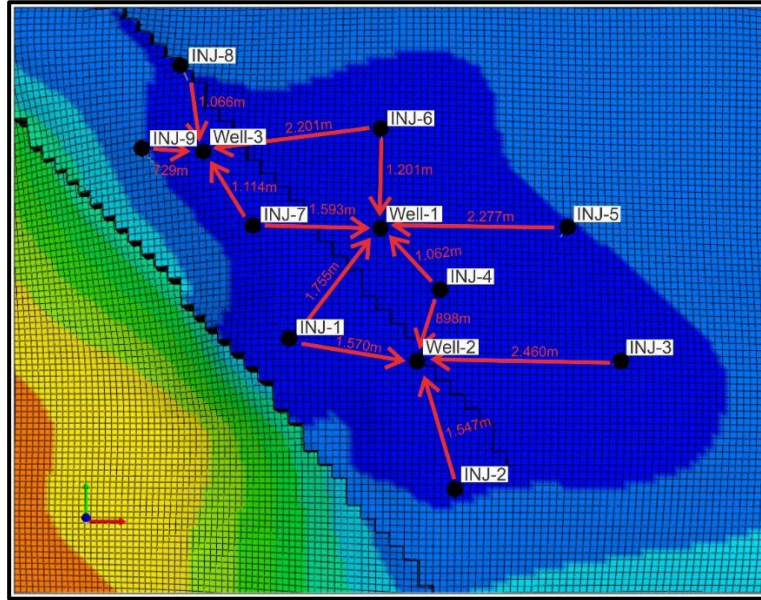 INJ-8
1.066m
INJ-6
2.201m
INJ-9
Well-3
729m
1.201m
1.114m
1.593m
INJ-7
Well-1
2.277m
INJ-5
1.062m
1.755m
INJ-4
898m
INJ-1
1.570m
Well-2
2.460m
INJ-3
1.547m
INJ-2